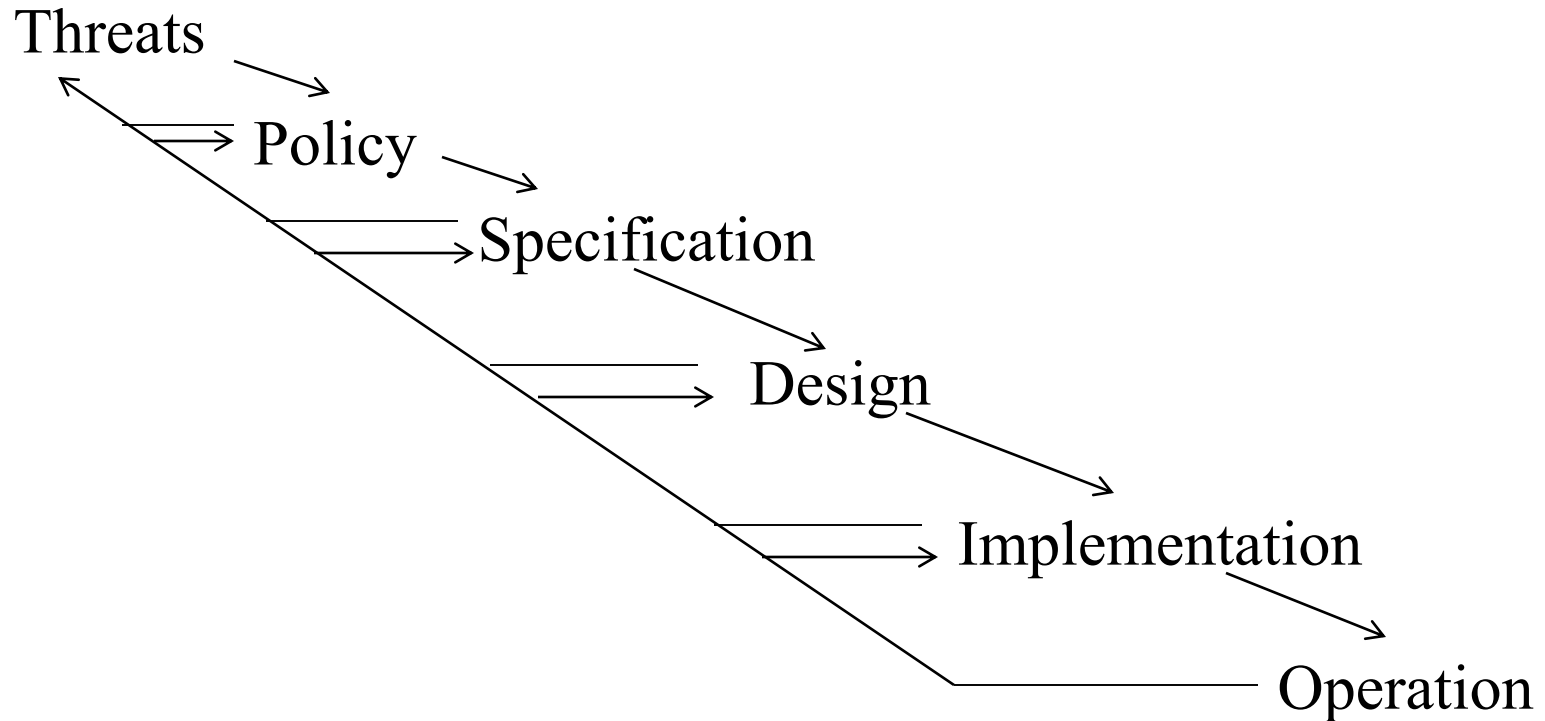 Threats
Policy
Specification
Design
Implementation
Operation